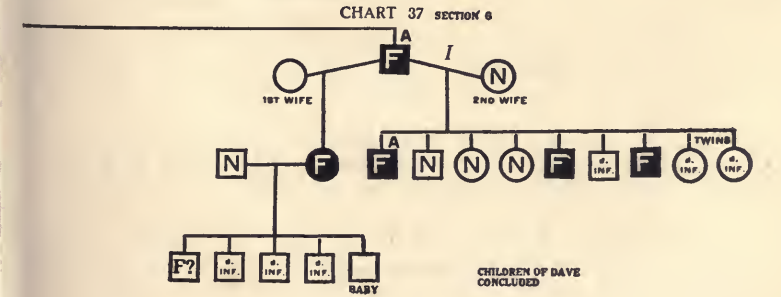 CHART 37 SECTION 6
A
F I N
1ST WIFE 2ND WIFE
A TWINS
N F F N N N F d. INF. F d. INF. d. INF.
F? d. INF. d. INF. d. INF.
BABY
CHILDREN OF DAVE
CONCLUDED